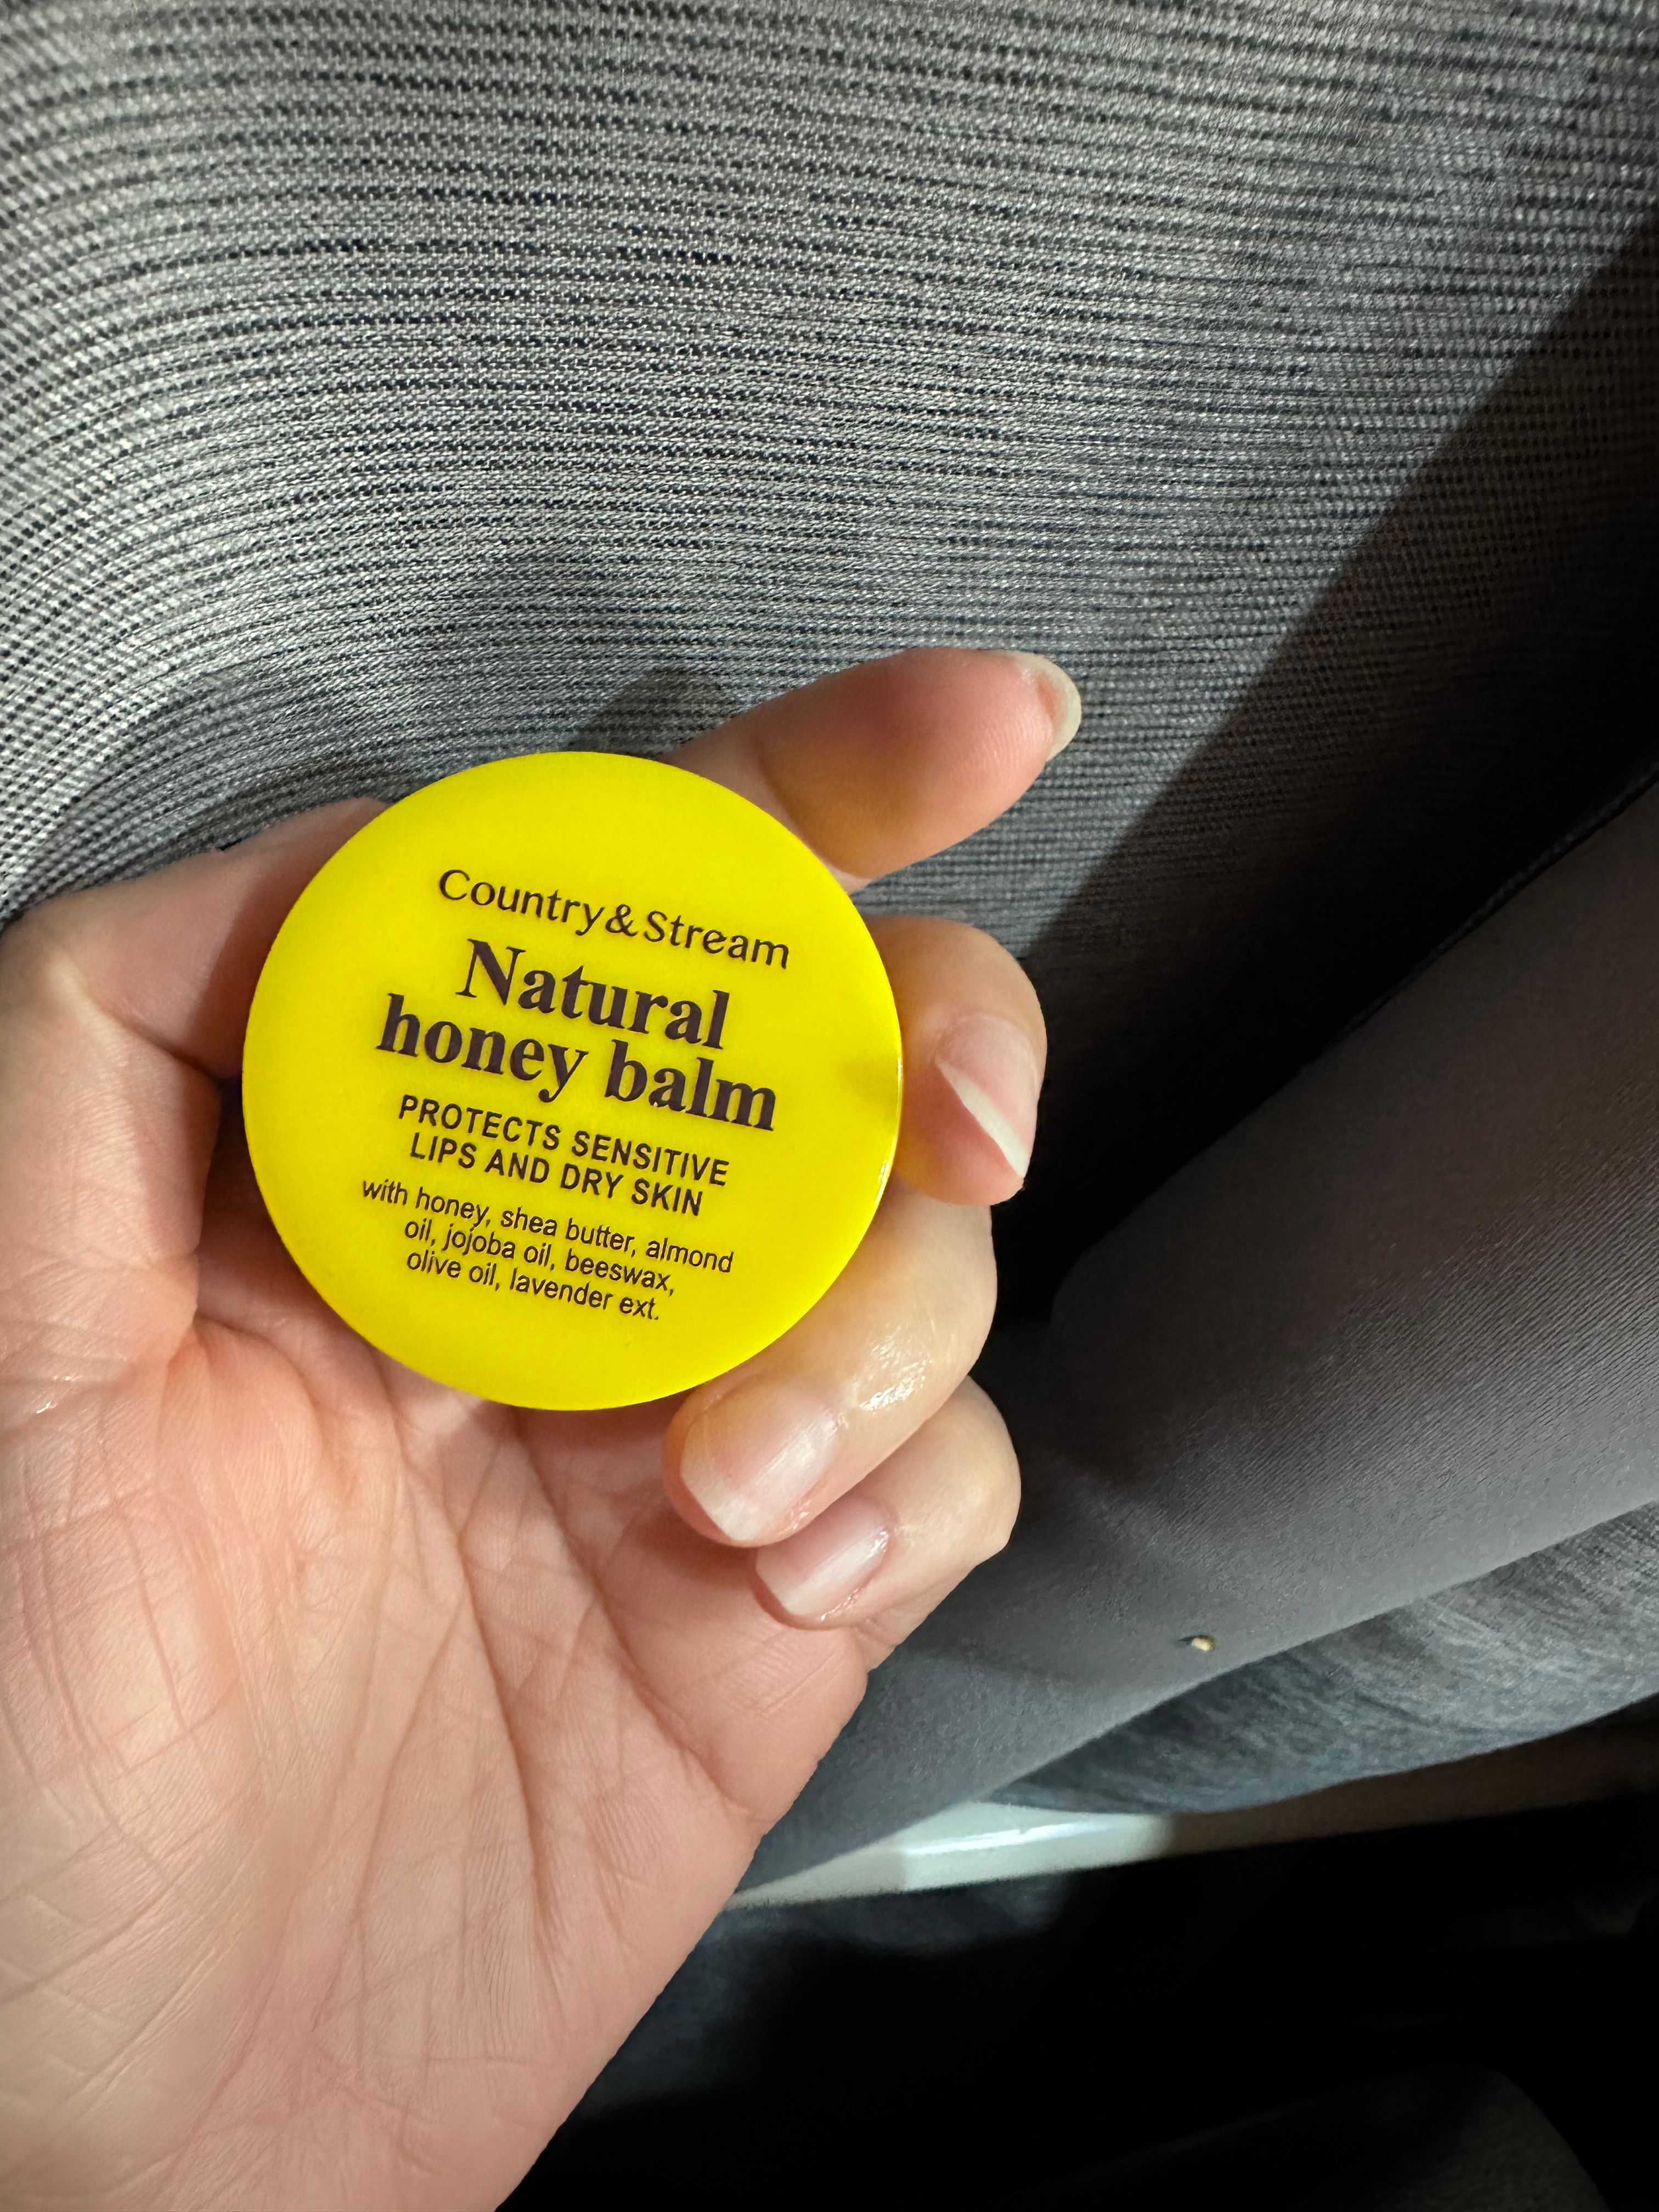 Country&Stream
Natural
honey balm
PROTECTS SENSITIVE
LIPS AND DRY SKIN
with honey, shea butter, almond
oil, jojoba oil, beeswax,
olive oil, lavender ext.